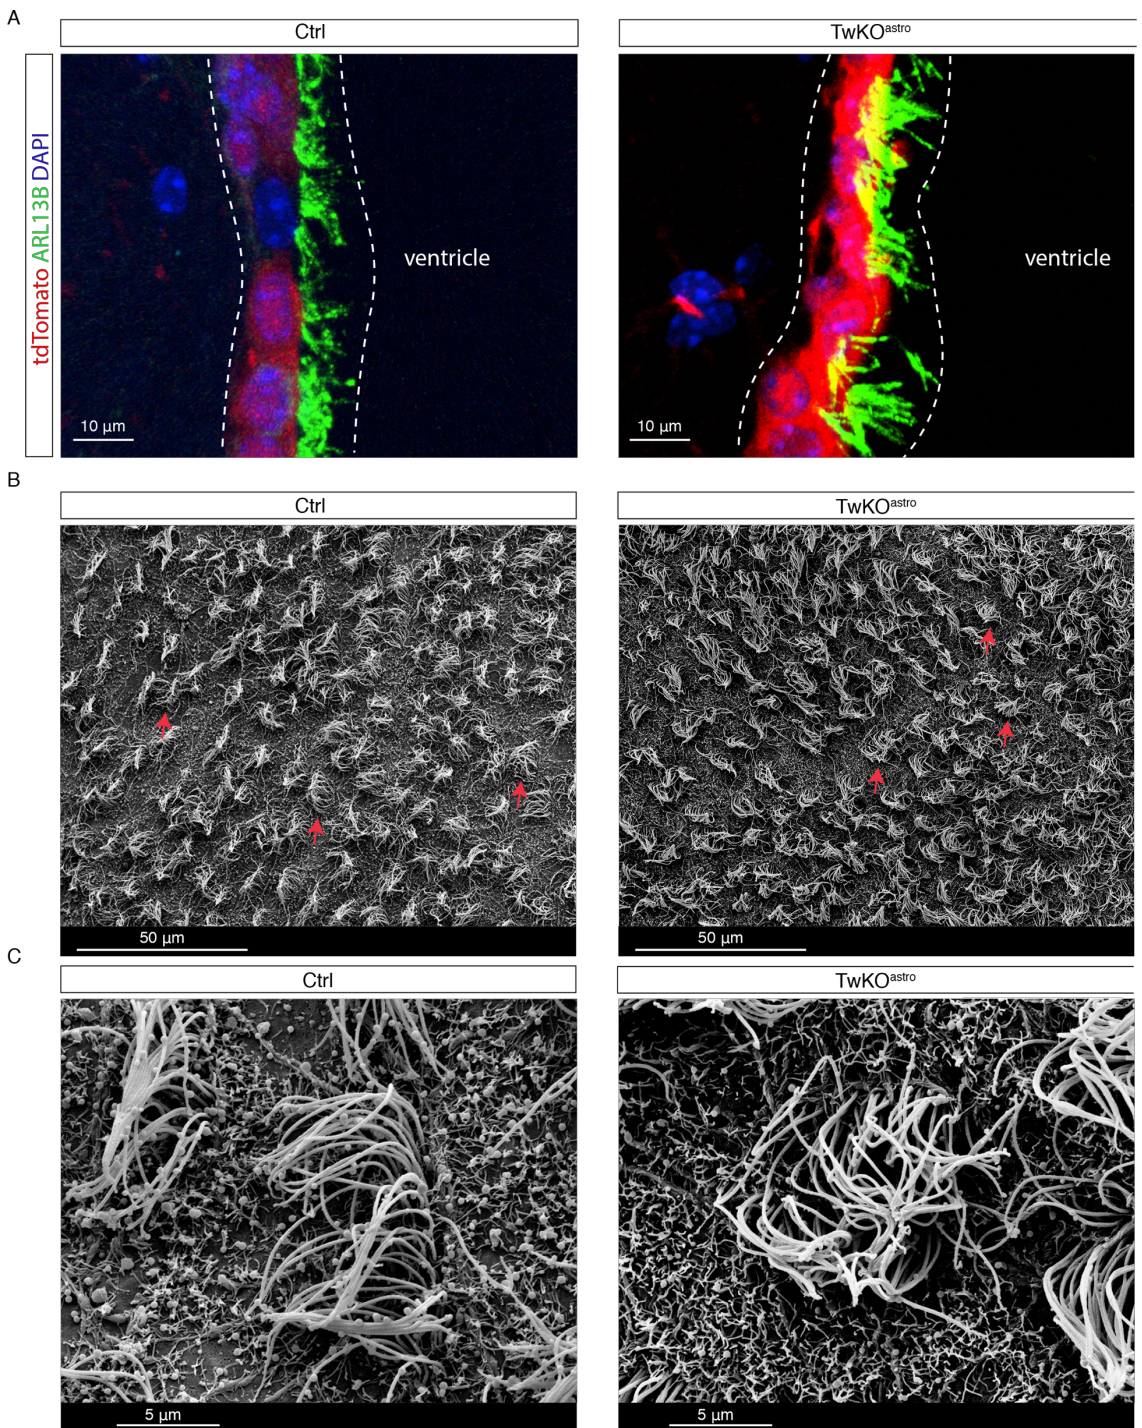 A
Ctrl
TwKOastro
tdTomato ARL13B DAPI
ventricle
ventricle
10 µm
10 µm
B
Ctrl
TwKOastro
50 µm
50 µm
C
Ctrl
TwKOastro
5 µm
5 µm